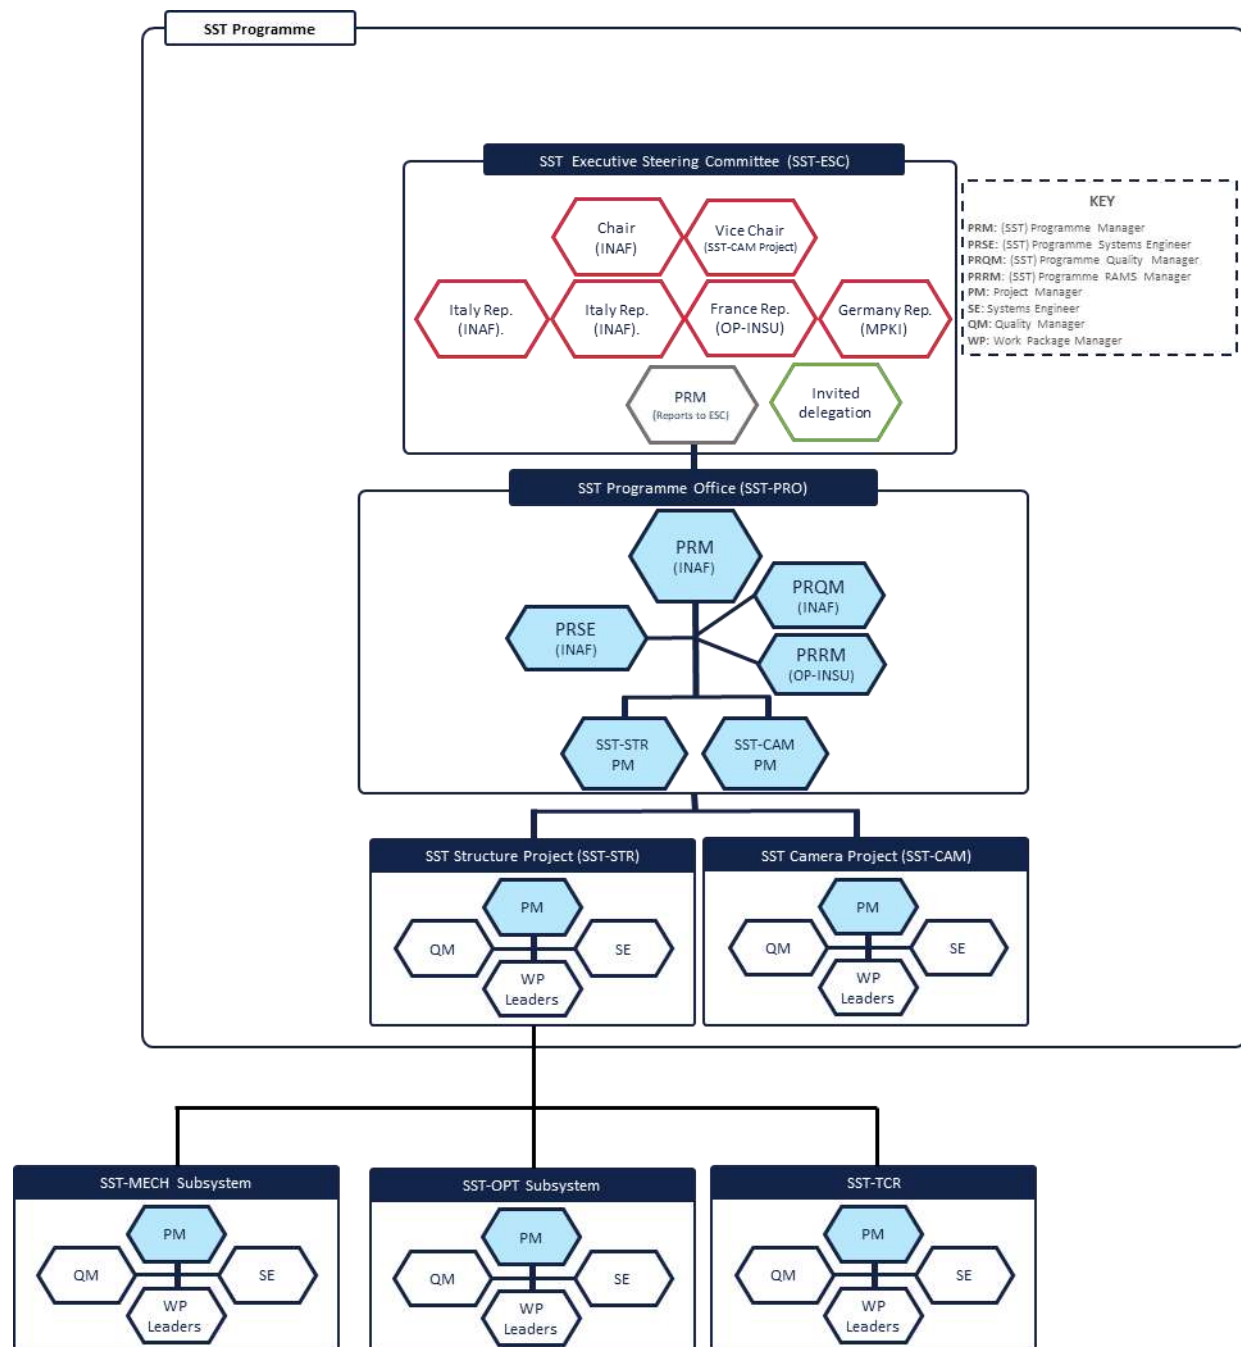 SST Programme
SST Executive Steering Committee (SST-ESC)
Chair
(INAF)
Vice Chair
(SST-CAM Project)
Italy Rep.
(INAF).
Italy Rep.
(INAF).
France Rep.
(OP-INSU)
Germany Rep.
(MPKI)
PRM
(Reports to ESC)
Invited
delegation
KEY
PRM: (SST) Programme Manager
PRSE: (SST) Programme Systems Engineer
PRQM: (SST) Programme Quality Manager
PRRM: (SST) Programme RAMS Manager
PM: Project Manager
SE: Systems Engineer
QM: Quality Manager
WP: Work Package Manager
SST Programme Office (SST-PRO)
PRM
(INAF)
PRQM
(INAF)
PRSE
(INAF)
PRRM
(OP-INSU)
SST-STR
PM
SST-CAM
PM
SST Structure Project (SST-STR)
PM
QM
SE
WP
Leaders
SST Camera Project (SST-CAM)
PM
QM
SE
WP
Leaders
SST-MECH Subsystem
PM
QM
SE
WP
Leaders
SST-OPT Subsystem
PM
QM
SE
WP
Leaders
SST-TCR
PM
QM
SE
WP
Leaders